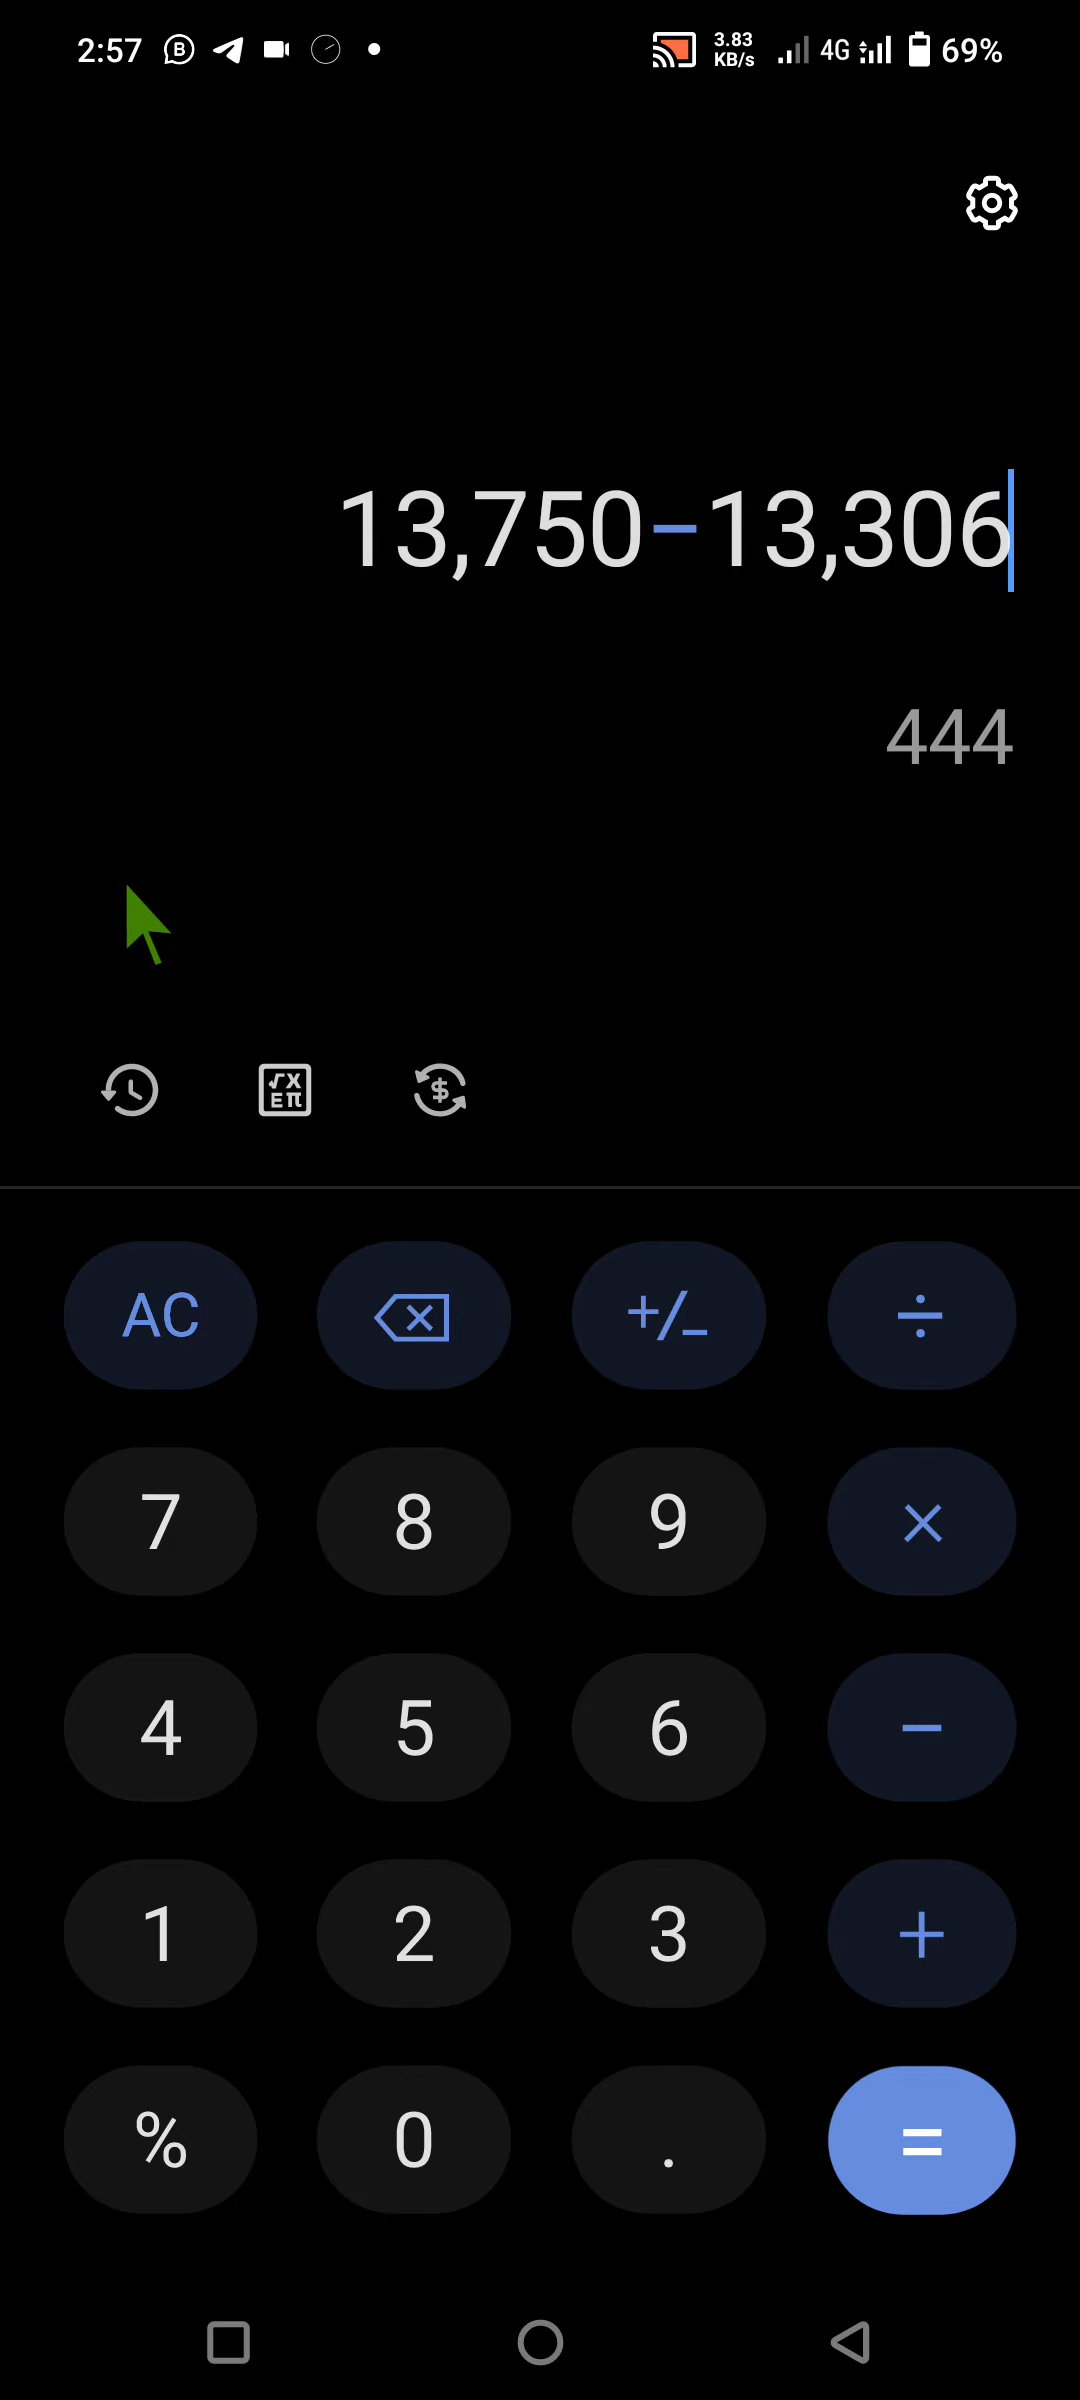 2:57 3.83 KB/s 4G 69%
13,750−13,306
444
AC +/− ÷
7 8 9 ×
4 5 6 −
1 2 3 +
% 0 . =